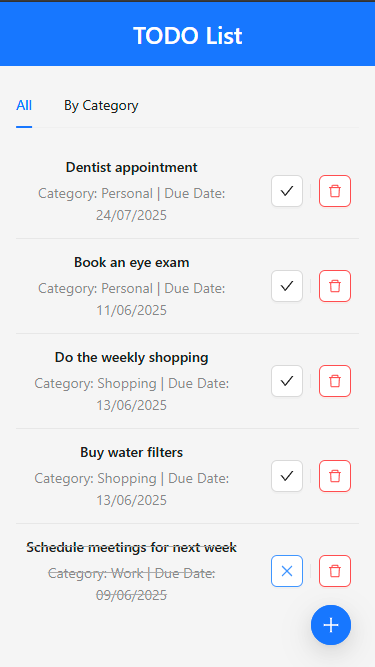 TODO List
All
By Category
Dentist appointment
Category: Personal | Due Date:
24/07/2025
Book an eye exam
Category: Personal | Due Date:
11/06/2025
Do the weekly shopping
Category: Shopping | Due Date:
13/06/2025
Buy water filters
Category: Shopping | Due Date:
13/06/2025
Schedule meetings for next week
Category: Work | Due Date:
09/06/2025